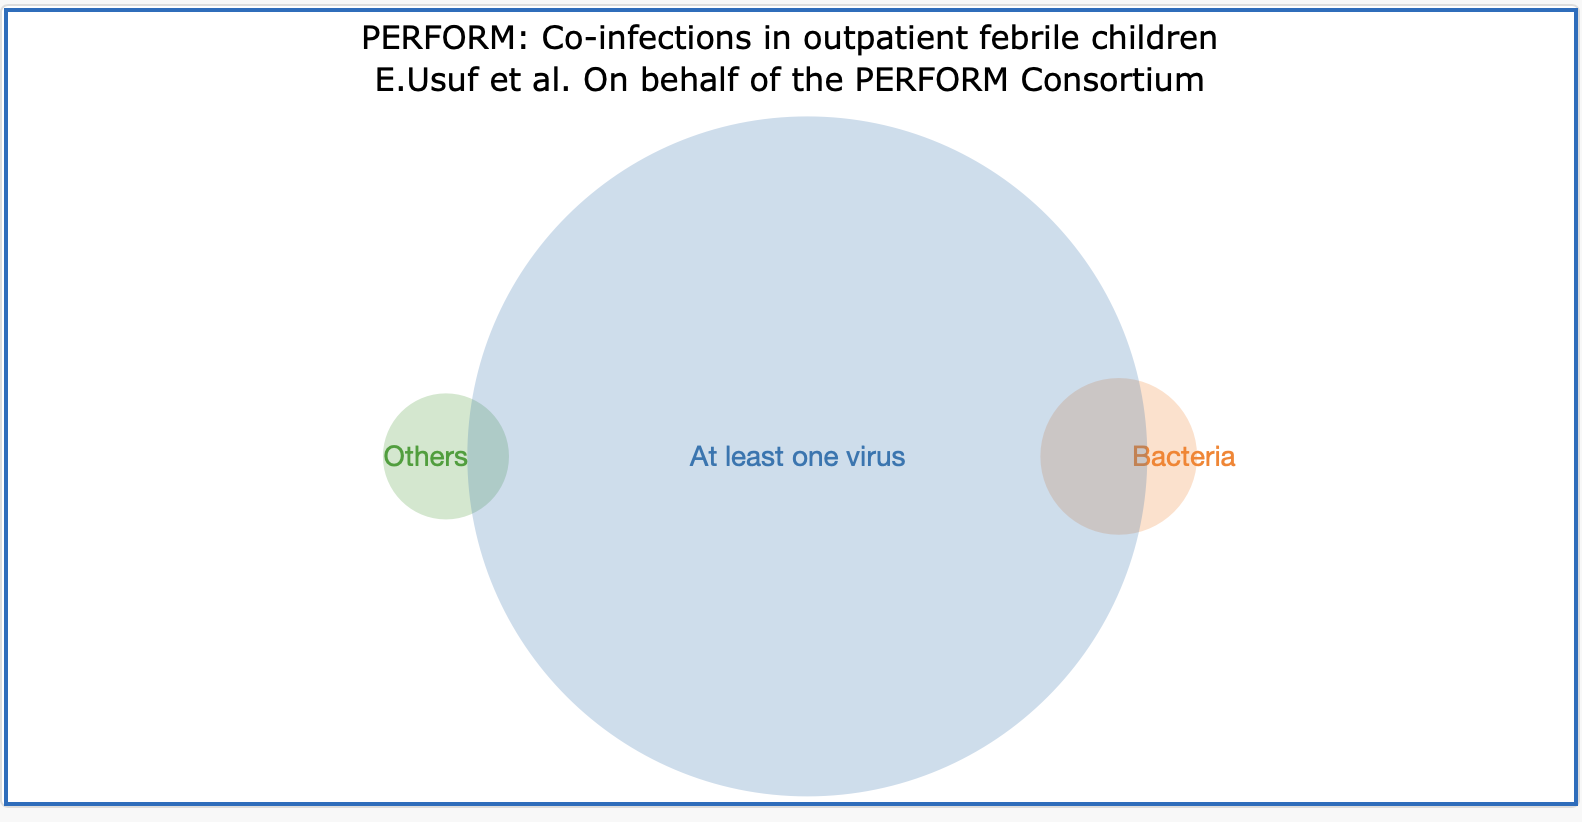 PERFORM: Co-infections in outpatient febrile children
E.Usuf et al. On behalf of the PERFORM Consortium
Others
At least one virus
Bacteria